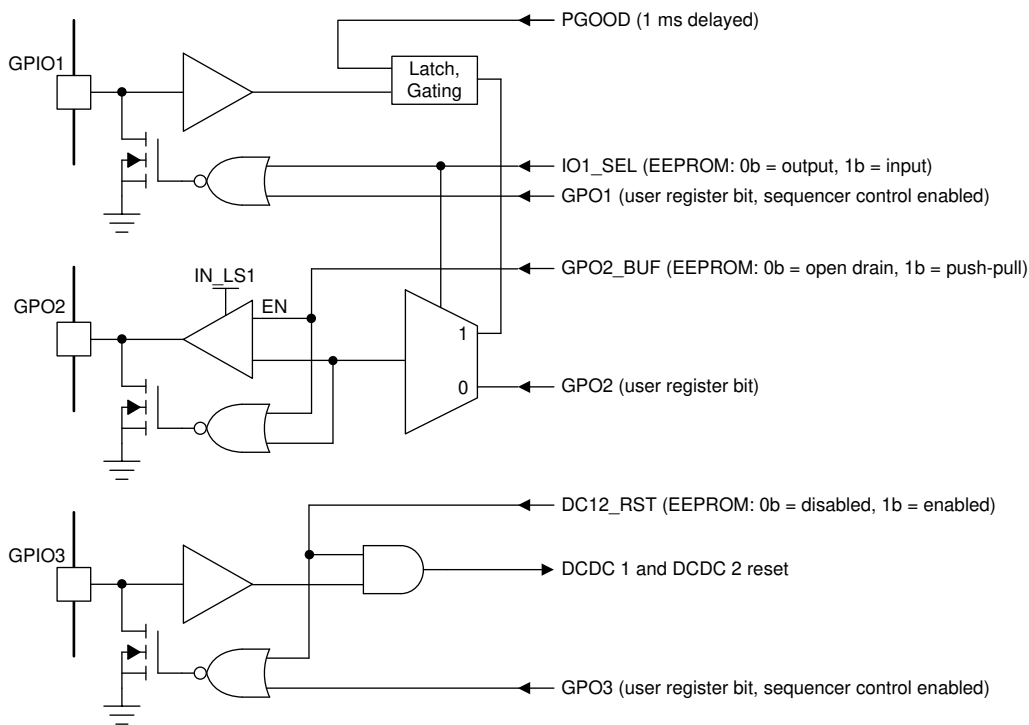 PGOOD (1 ms delayed)
GPIO1
Latch,
Gating
IO1_SEL (EEPROM: 0b = output, 1b = input)
GPO1 (user register bit, sequencer control enabled)
GPO2_BUF (EEPROM: 0b = open drain, 1b = push-pull)
IN_LS1
GPO2
EN
1
0
GPO2 (user register bit)
DC12_RST (EEPROM: 0b = disabled, 1b = enabled)
GPIO3
DCDC 1 and DCDC 2 reset
GPO3 (user register bit, sequencer control enabled)